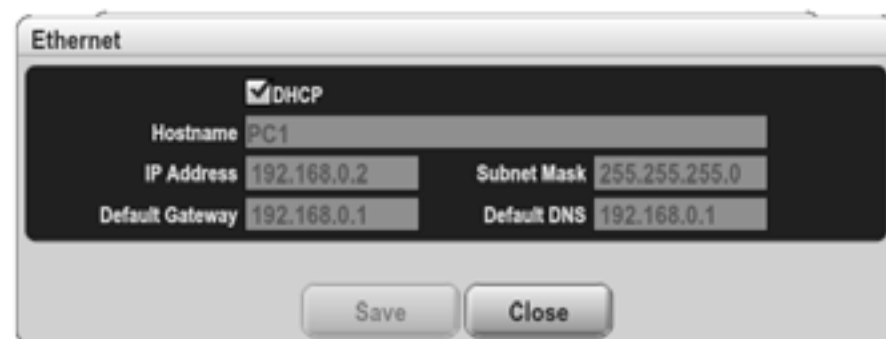 Ethernet
DHCP
Hostname PC1
IP Address 192.168.0.2 Subnet Mask 255.255.255.0
Default Gateway 192.168.0.1 Default DNS 192.168.0.1
Save Close